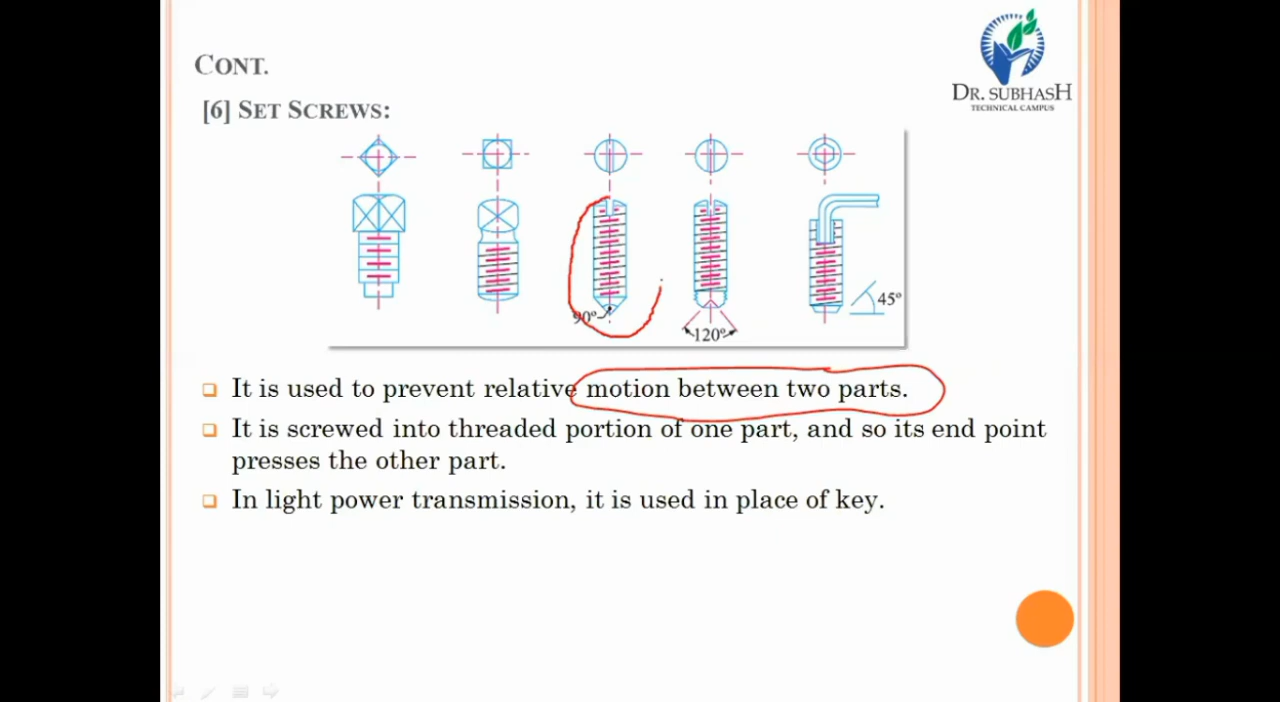 DR. SUBHASH
TECHNICAL CAMPUS
CONT.
[6] SET SCREWS:
90°
120°
45°
It is used to prevent relative motion between two parts.
It is screwed into threaded portion of one part, and so its end point
presses the other part.
In light power transmission, it is used in place of key.